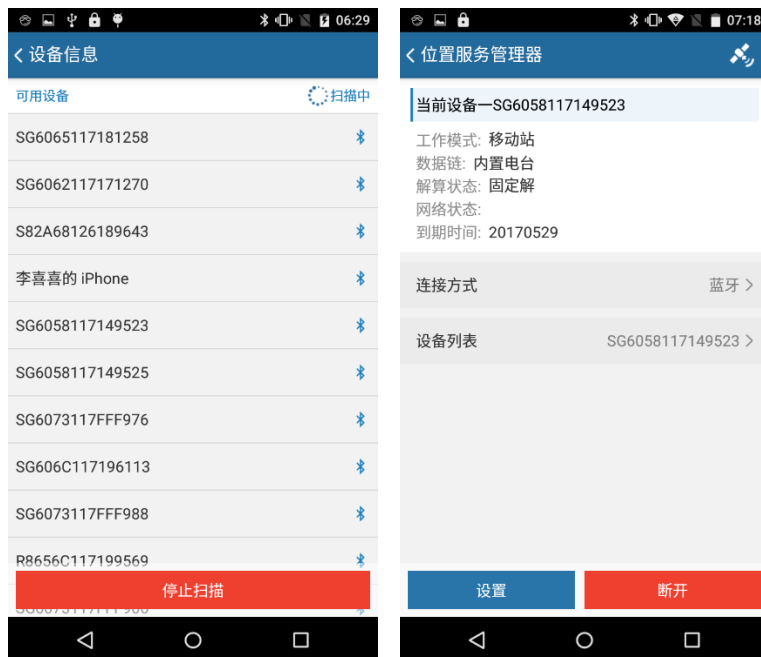 06:29
设备信息
可用设备 扫描中
SG6065117181258
SG6062117171270
S82A68126189643
李喜喜的 iPhone
SG6058117149523
SG6058117149525
SG6073117FFF976
SG606C117196113
SG6073117FFF988
R8656C117199569
停止扫描
07:18
位置服务管理器
当前设备—SG6058117149523
工作模式: 移动站
数据链: 内置电台
解算状态: 固定解
网络状态:
到期时间: 20170529
连接方式 蓝牙
设备列表 SG6058117149523
设置 断开